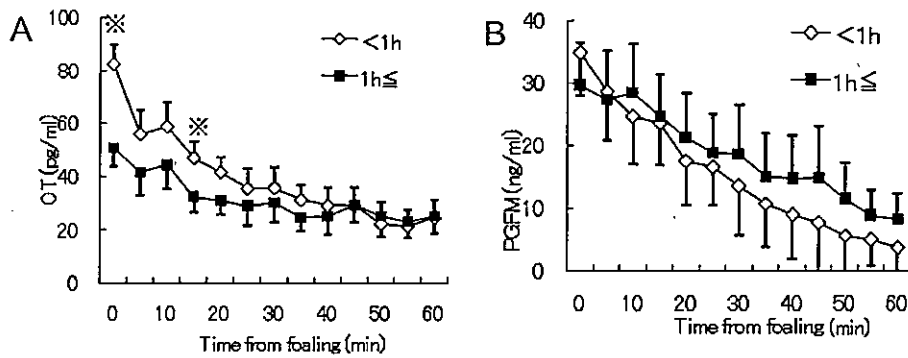 A
OT (pg/ml)
100
80
60
40
20
0
※
※
<1h
1h≦
0 10 20 30 40 50 60
Time from foaling (min)
B
PGFM (ng/ml)
40
30
20
10
0
<1h
1h≦
0 10 20 30 40 50 60
Time from foaling (min)